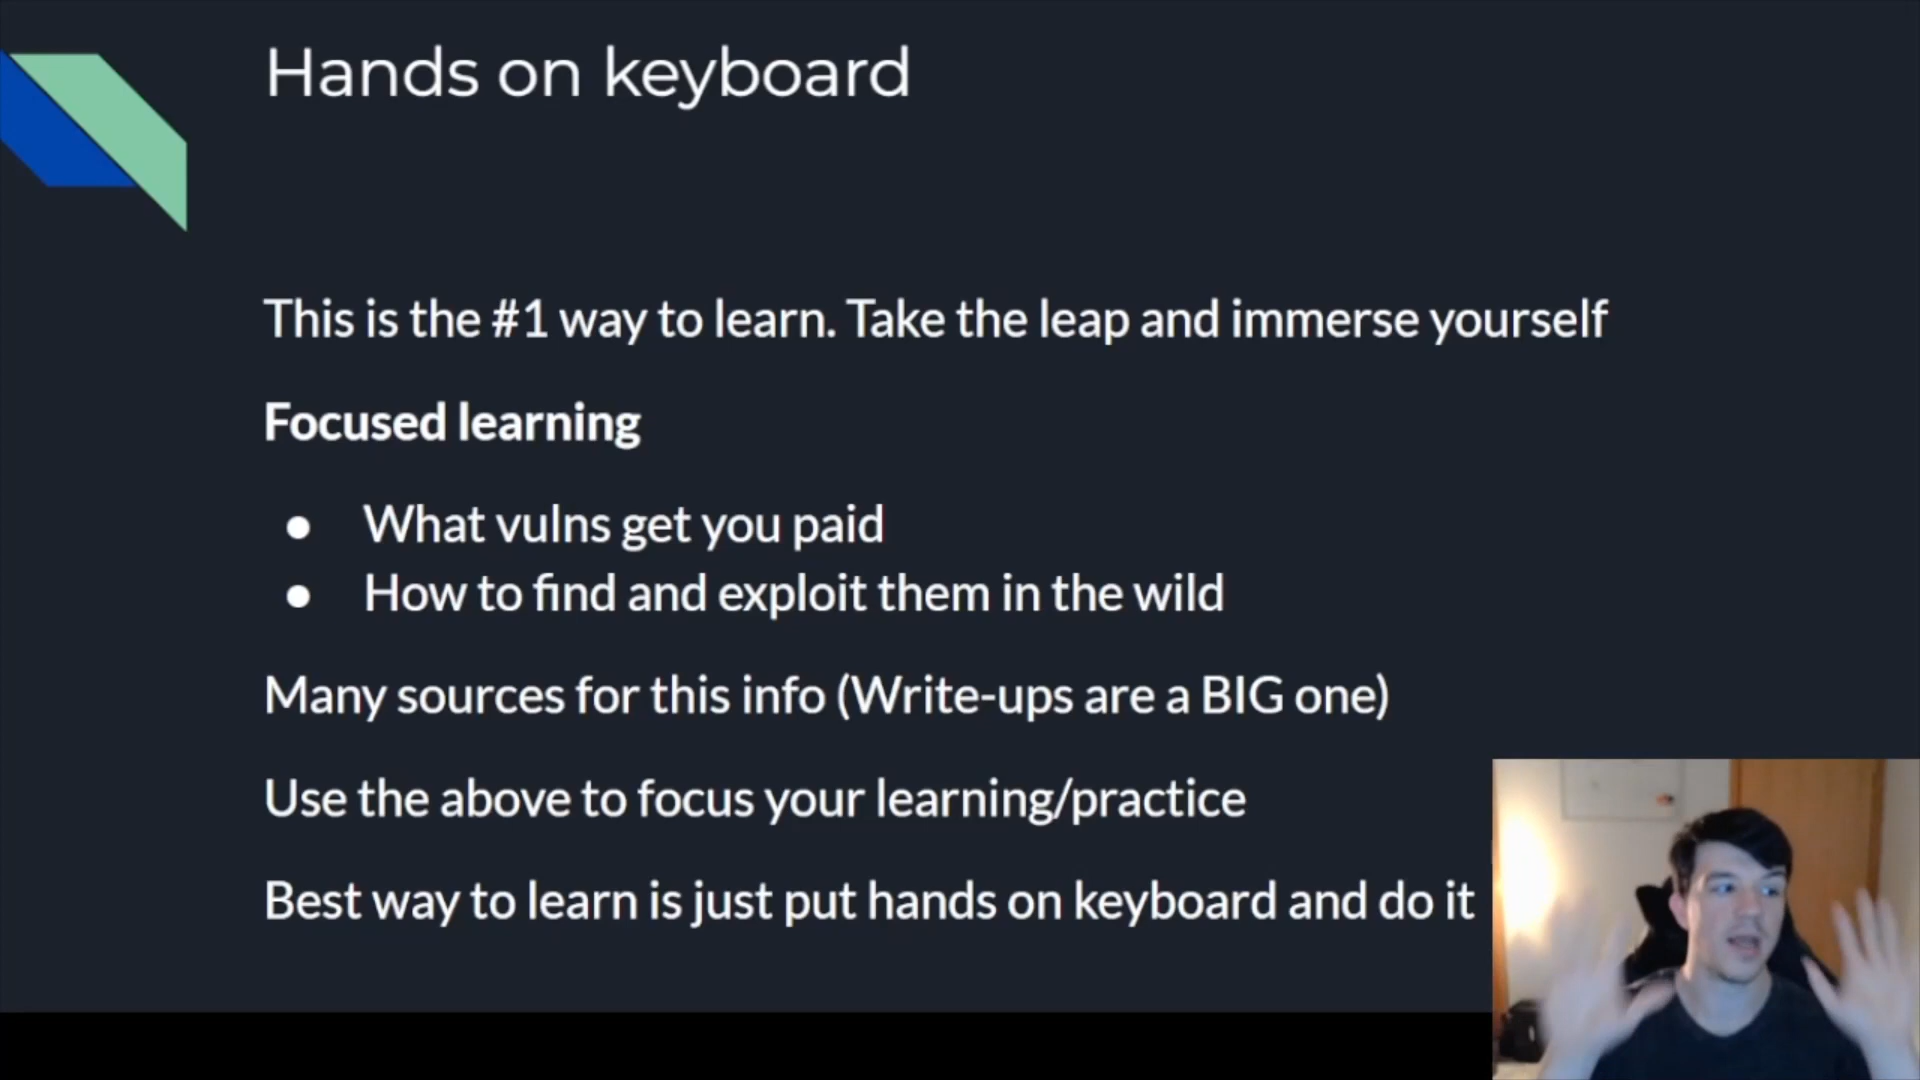 Hands on keyboard
This is the #1 way to learn. Take the leap and immerse yourself
Focused learning
● What vulns get you paid
● How to find and exploit them in the wild
Many sources for this info (Write-ups are a BIG one)
Use the above to focus your learning/practice
Best way to learn is just put hands on keyboard and do it